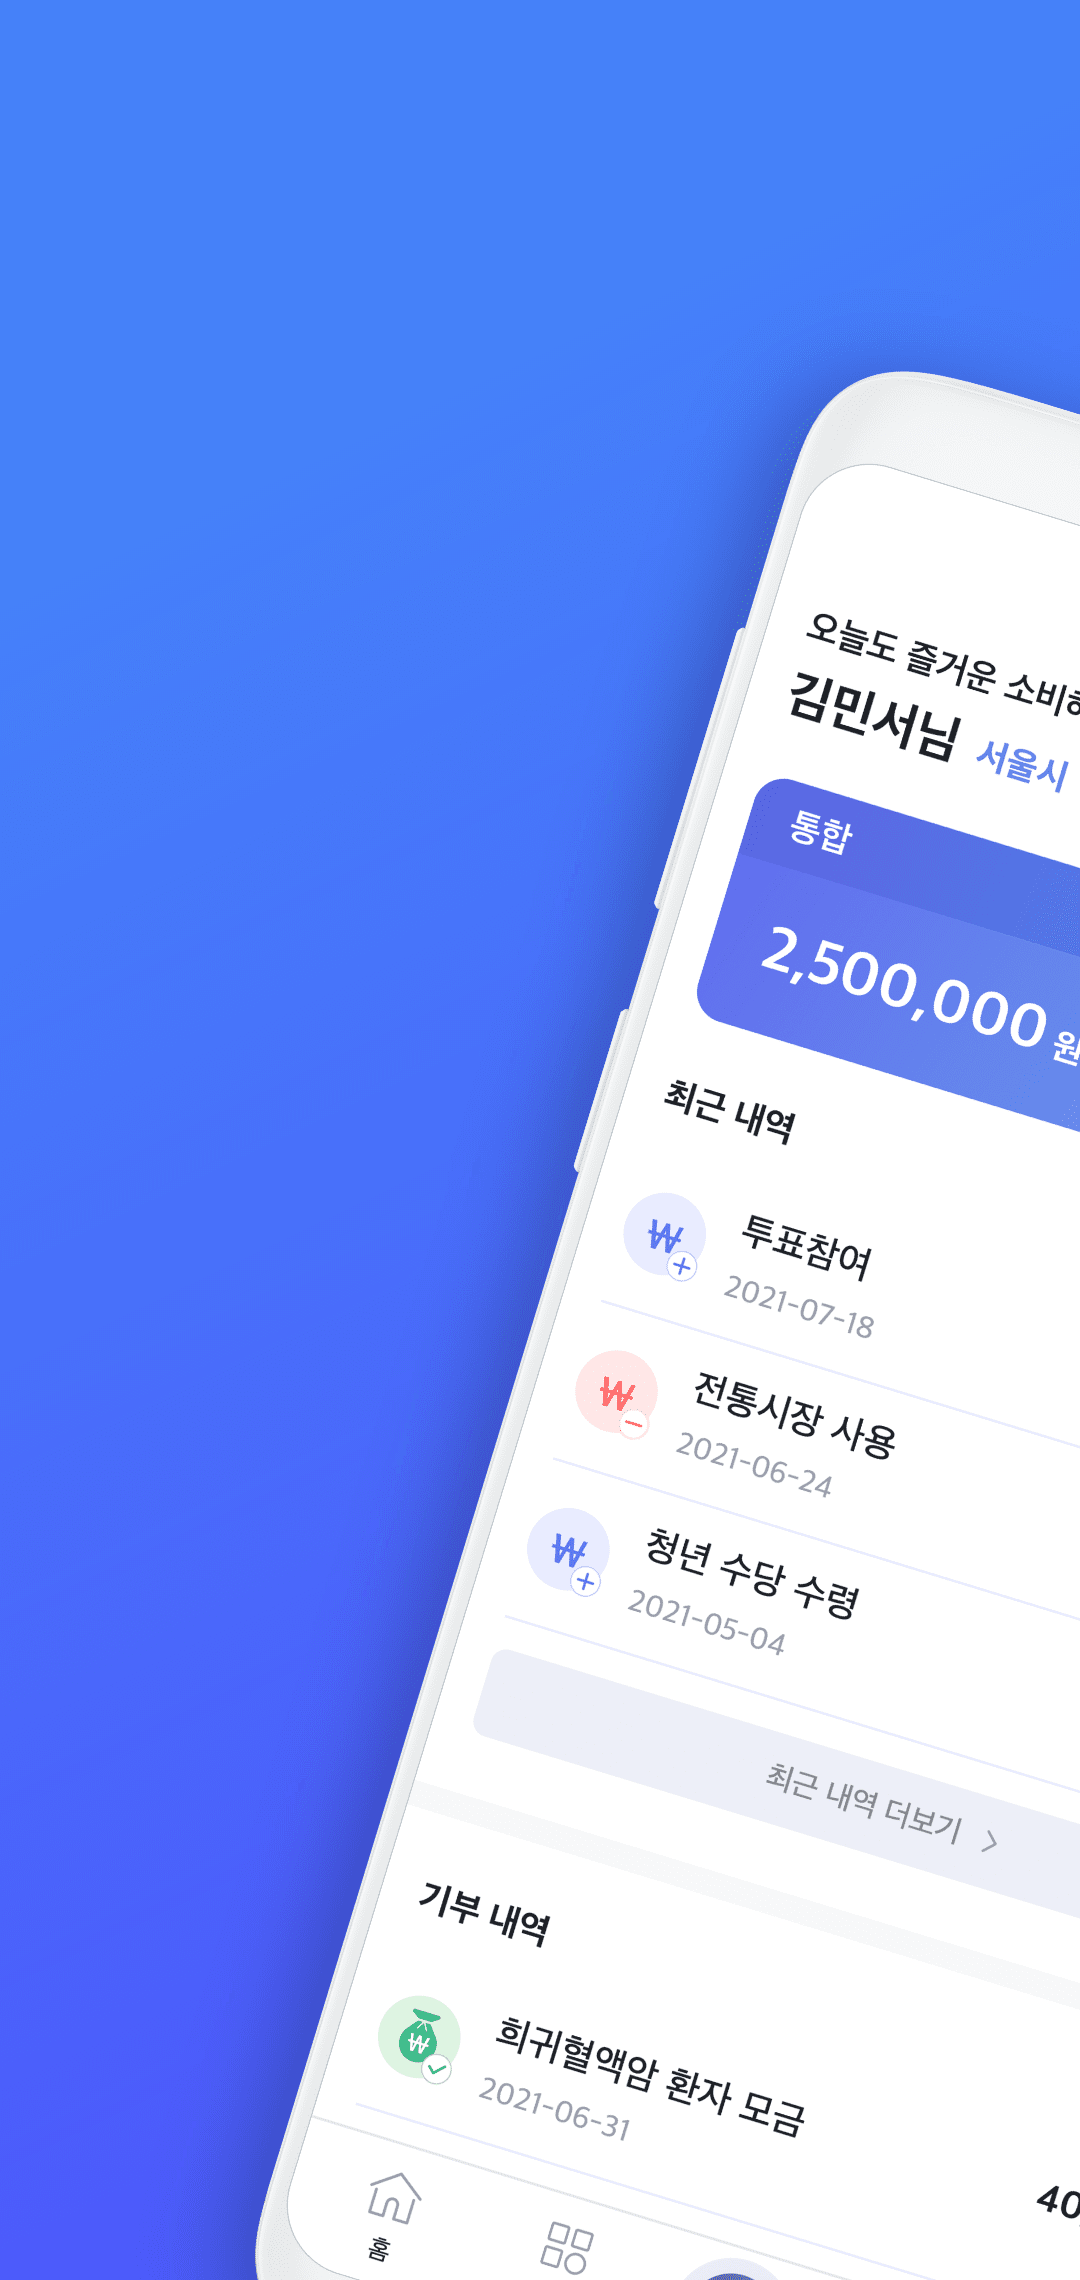 오늘도 즐거운 소비
김민서님 서울시
통합
2,500,000 원
최근 내역
투표참여
2021-07-18
전통시장 사용
2021-06-24
청년 수당 수령
2021-05-04
최근 내역 더보기 >
기부 내역
희귀혈액암 환자 모금
2021-06-31
40
홈